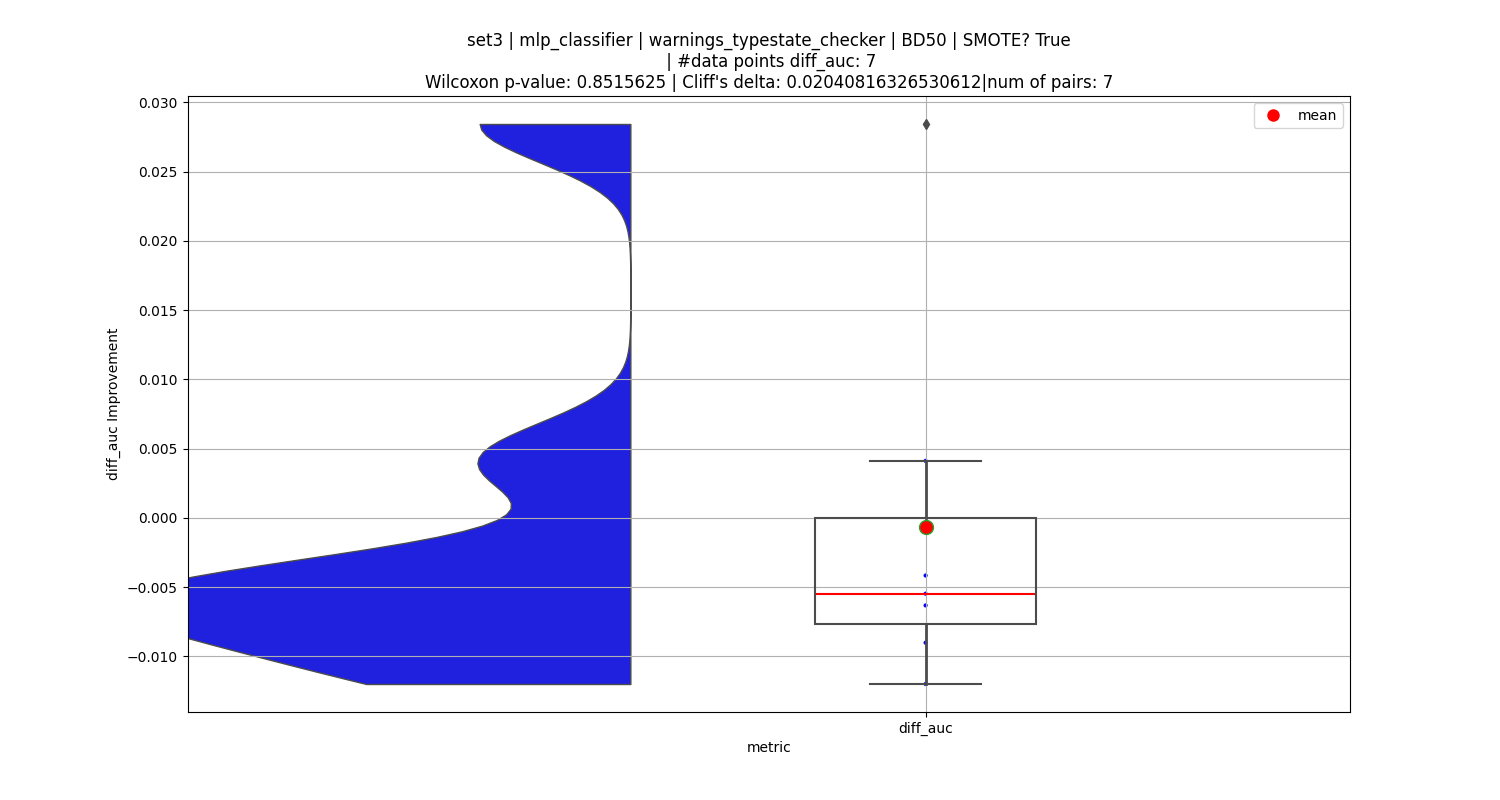 set3 | mlp_classifier | warnings_typestate_checker | BD50 | SMOTE? True
| #data points diff_auc: 7
Wilcoxon p-value: 0.8515625 | Cliff's delta: 0.02040816326530612|num of pairs: 7
0.030
0.025
0.020
0.015
0.010
0.005
0.000
−0.005
−0.010
diff_auc Improvement
mean
diff_auc
metric